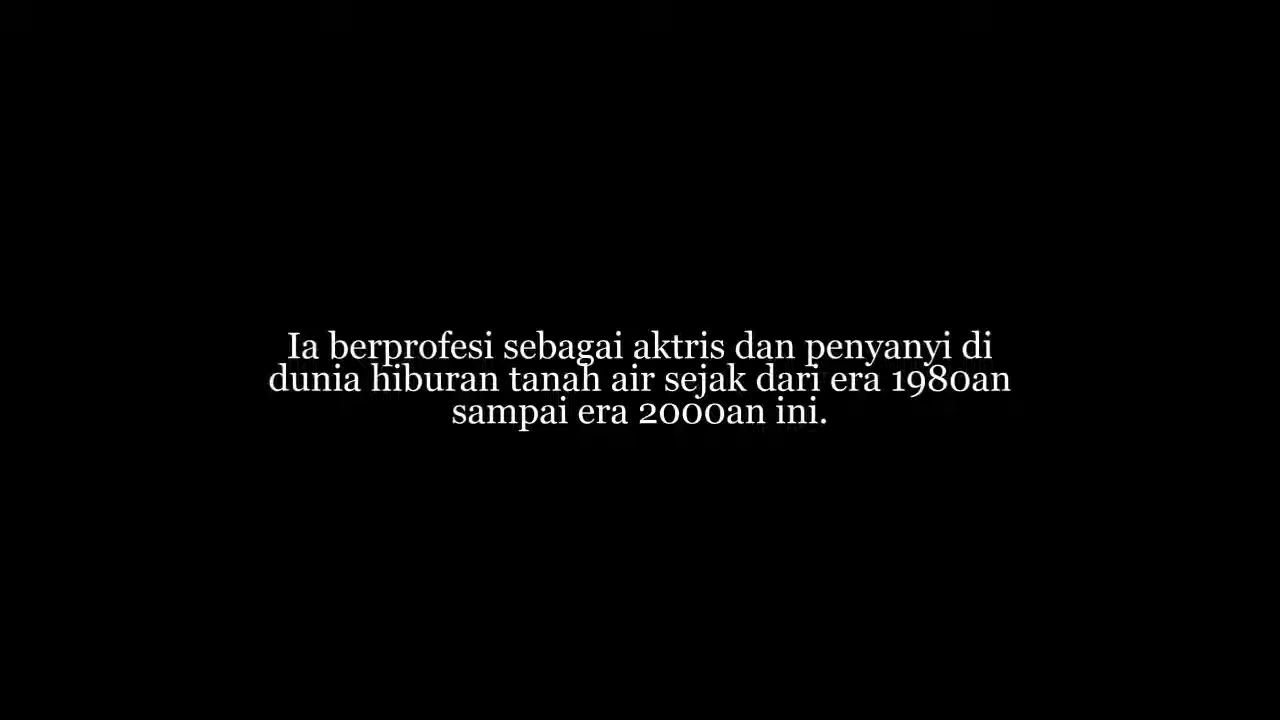 Ia berprofesi sebagai aktris dan penyanyi di
dunia hiburan tanah air sejak dari era 1980an
sampai era 2000an ini.